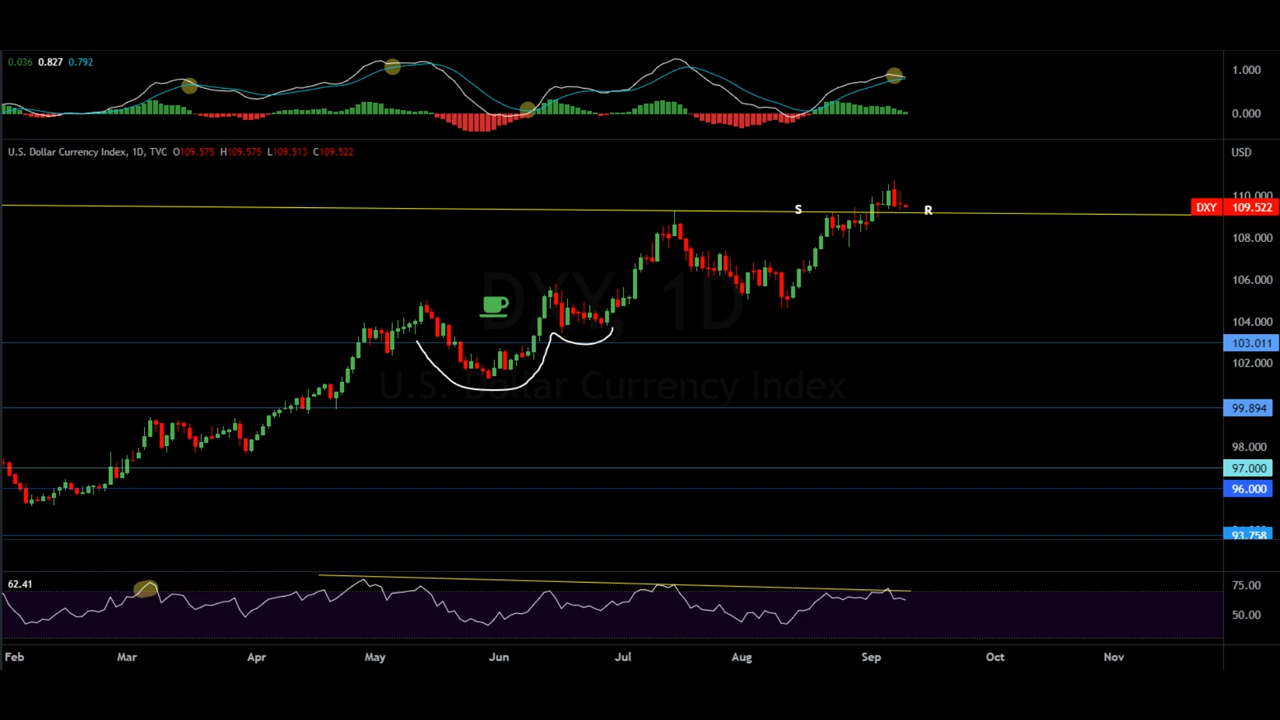 0.036 0.827 0.792
1.000
0.000
U.S. Dollar Currency Index, 1D, TVC O109.575 H109.575 L109.513 C109.522
USD
110.000
DXY 109.522
S
R
108.000
106.000
DXY, 1D
104.000
103.011
102.000
U.S. Dollar Currency Index
99.894
98.000
97.000
96.000
93.758
62.41
75.00
50.00
Feb Mar Apr May Jun Jul Aug Sep Oct Nov